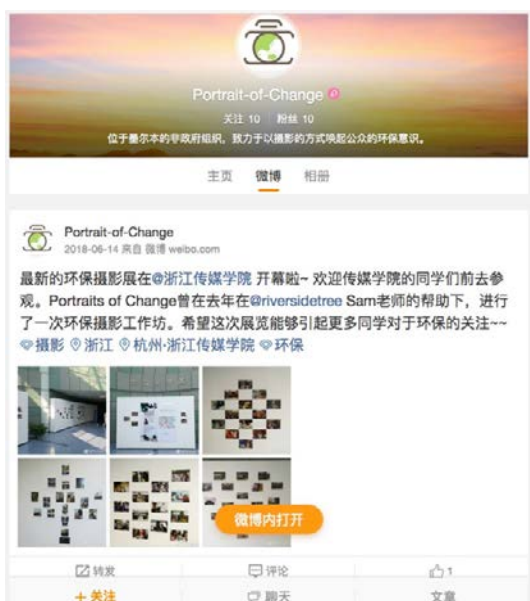 Portrait-of-Change
关注 10 粉丝 10
位于墨尔本的非政府组织，致力于以摄影的方式唤起公众的环保意识。
主页 微博 相册
Portrait-of-Change
2018-06-14 来自 微博 weibo.com
最新的环保摄影展在@浙江传媒学院 开幕啦~ 欢迎传媒学院的同学们前去参
观。Portraits of Change曾在去年在@riversidetree Sam老师的帮助下，进行
了一次环保摄影工作坊。希望这次展览能够引起更多同学对于环保的关注~~
摄影 浙江 杭州·浙江传媒学院 环保
微博内打开
转发 评论 1
+ 关注 聊天 文章